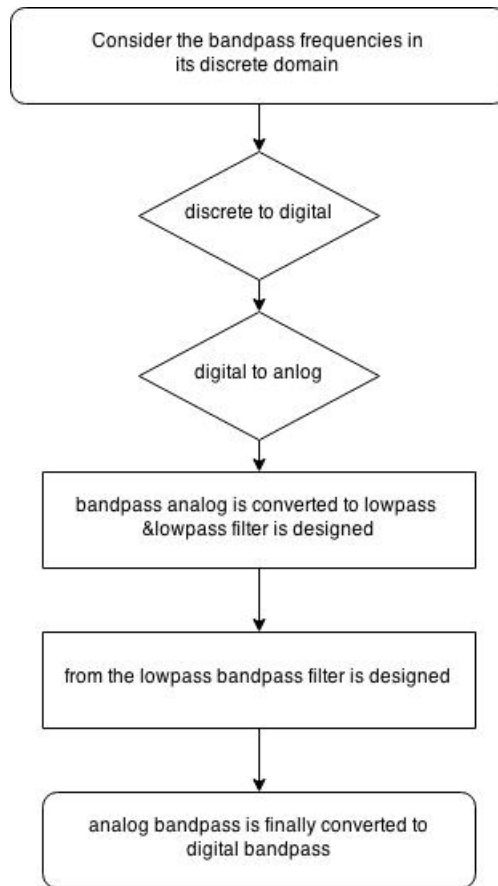 Consider the bandpass frequencies in
its discrete domain
discrete to digital
digital to anlog
bandpass analog is converted to lowpass
&lowpass filter is designed
from the lowpass bandpass filter is designed
analog bandpass is finally converted to
digital bandpass